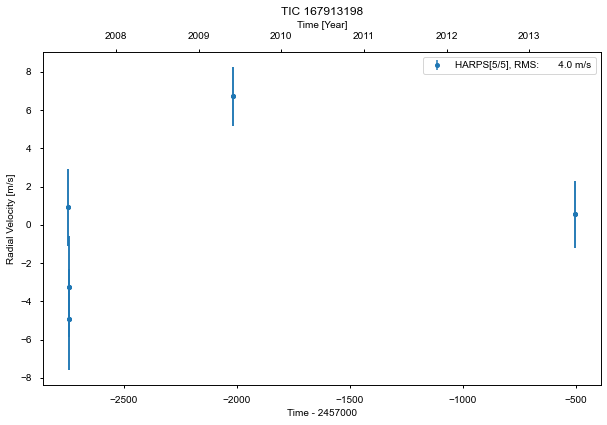 TIC 167913198
Time [Year]
2008 2009 2010 2011 2012 2013
HARPS[5/5], RMS: 4.0 m/s
8
6
4
2
0
−2
−4
−6
−8
Radial Velocity [m/s]
−2500 −2000 −1500 −1000 −500
Time - 2457000